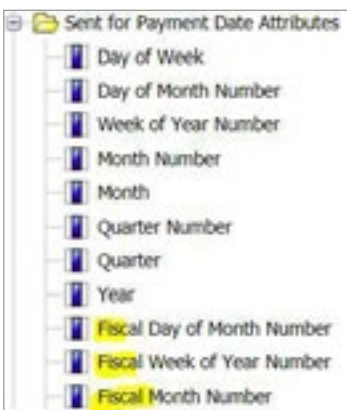 Sent for Payment Date Attributes
Day of Week
Day of Month Number
Week of Year Number
Month Number
Month
Quarter Number
Quarter
Year
Fiscal Day of Month Number
Fiscal Week of Year Number
Fiscal Month Number